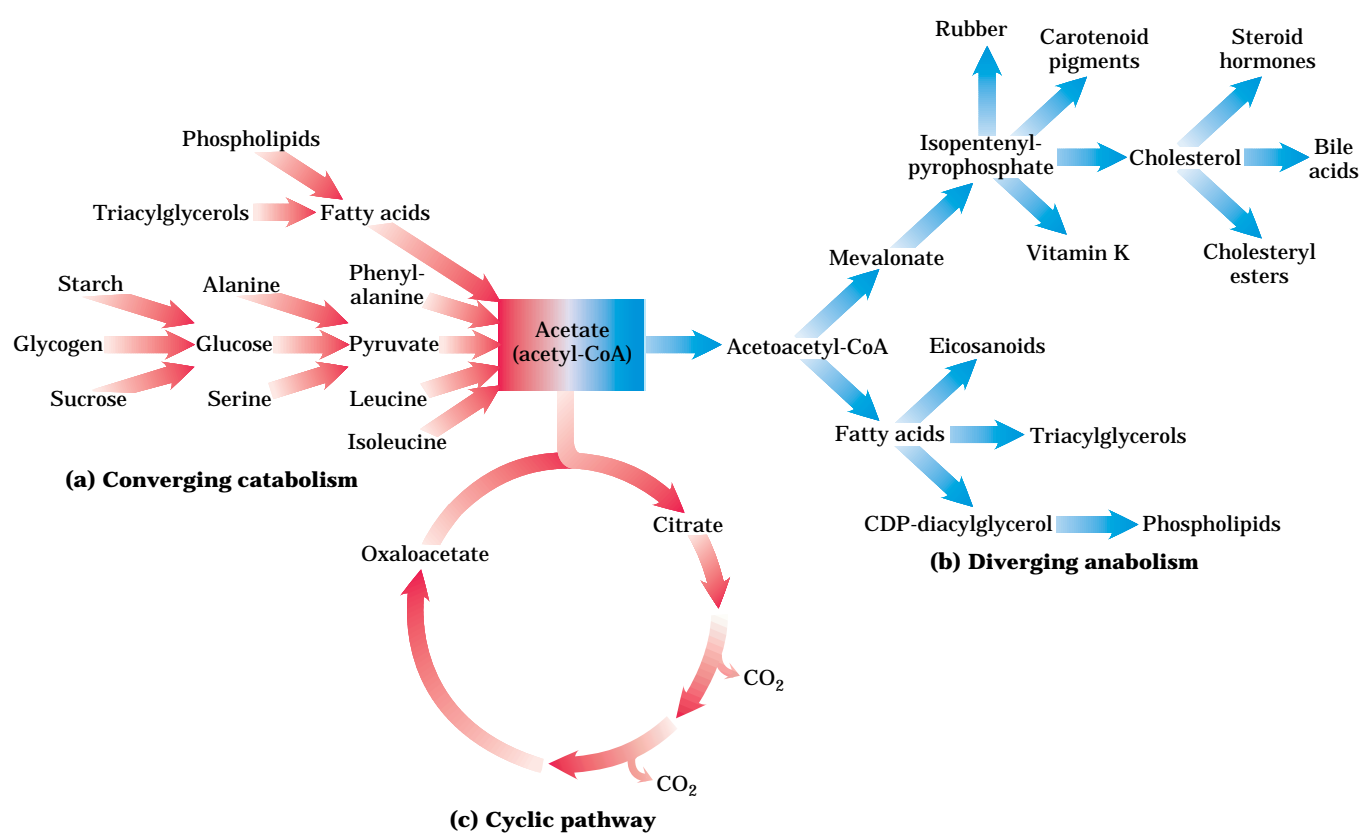 Phospholipids
Triacylglycerols
Fatty acids
Starch
Alanine
Phenyl-
alanine
Glycogen
Glucose
Pyruvate
Sucrose
Serine
Leucine
Isoleucine
(a) Converging catabolism
Acetate
(acetyl-CoA)
Acetoacetyl-CoA
Mevalonate
Isopentenyl-
pyrophosphate
Rubber
Carotenoid
pigments
Vitamin K
Cholesterol
Steroid
hormones
Bile
acids
Cholesteryl
esters
Eicosanoids
Fatty acids
Triacylglycerols
CDP-diacylglycerol
Phospholipids
(b) Diverging anabolism
Oxaloacetate
Citrate
CO₂
CO₂
(c) Cyclic pathway